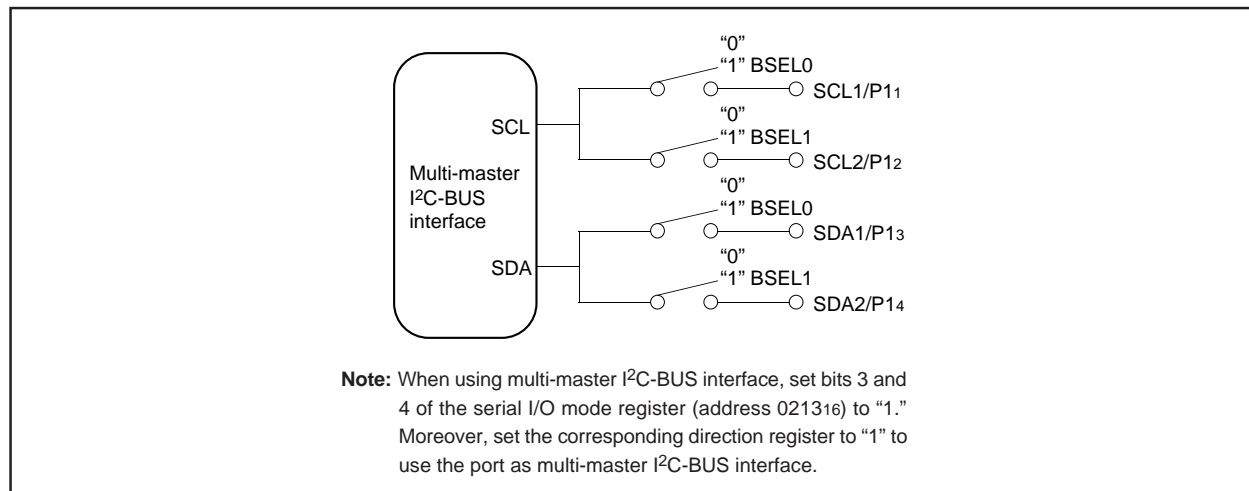 "0"
"1" BSEL0
SCL1/P1₁
SCL
"0"
"1" BSEL1
SCL2/P1₂
Multi-master
I²C-BUS
interface
"0"
"1" BSEL0
SDA1/P1₃
SDA
"0"
"1" BSEL1
SDA2/P1₄
Note: When using multi-master I²C-BUS interface, set bits 3 and
4 of the serial I/O mode register (address 0213₁₆) to “1.”
Moreover, set the corresponding direction register to “1” to
use the port as multi-master I²C-BUS interface.